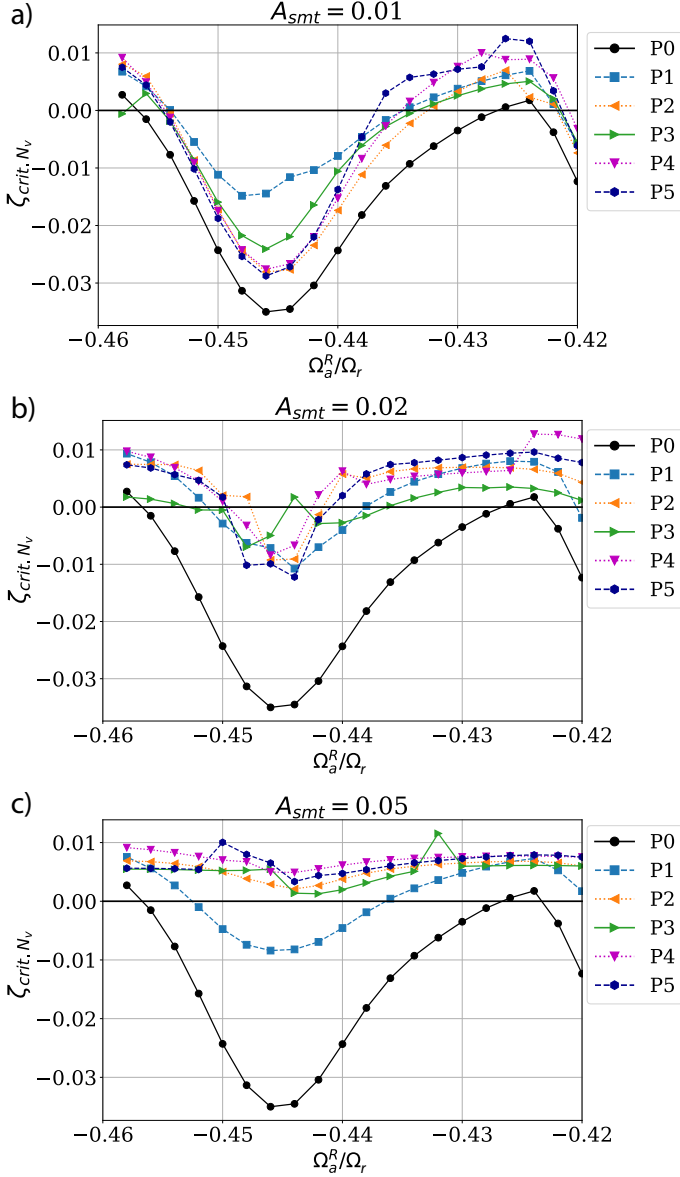 a)
A_smt = 0.01
0.01
0.00
−0.01
−0.02
−0.03
ζ_crit. N_v
−0.46
−0.45
−0.44
−0.43
−0.42
Ω_a^R/Ω_r
P0
P1
P2
P3
P4
P5
b)
A_smt = 0.02
0.01
0.00
−0.01
−0.02
−0.03
ζ_crit. N_v
−0.46
−0.45
−0.44
−0.43
−0.42
Ω_a^R/Ω_r
P0
P1
P2
P3
P4
P5
c)
A_smt = 0.05
0.01
0.00
−0.01
−0.02
−0.03
ζ_crit. N_v
−0.46
−0.45
−0.44
−0.43
−0.42
Ω_a^R/Ω_r
P0
P1
P2
P3
P4
P5